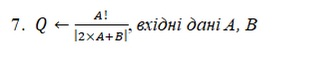 7. Q ← A! / |2×A+B|, вхідні дані A, B